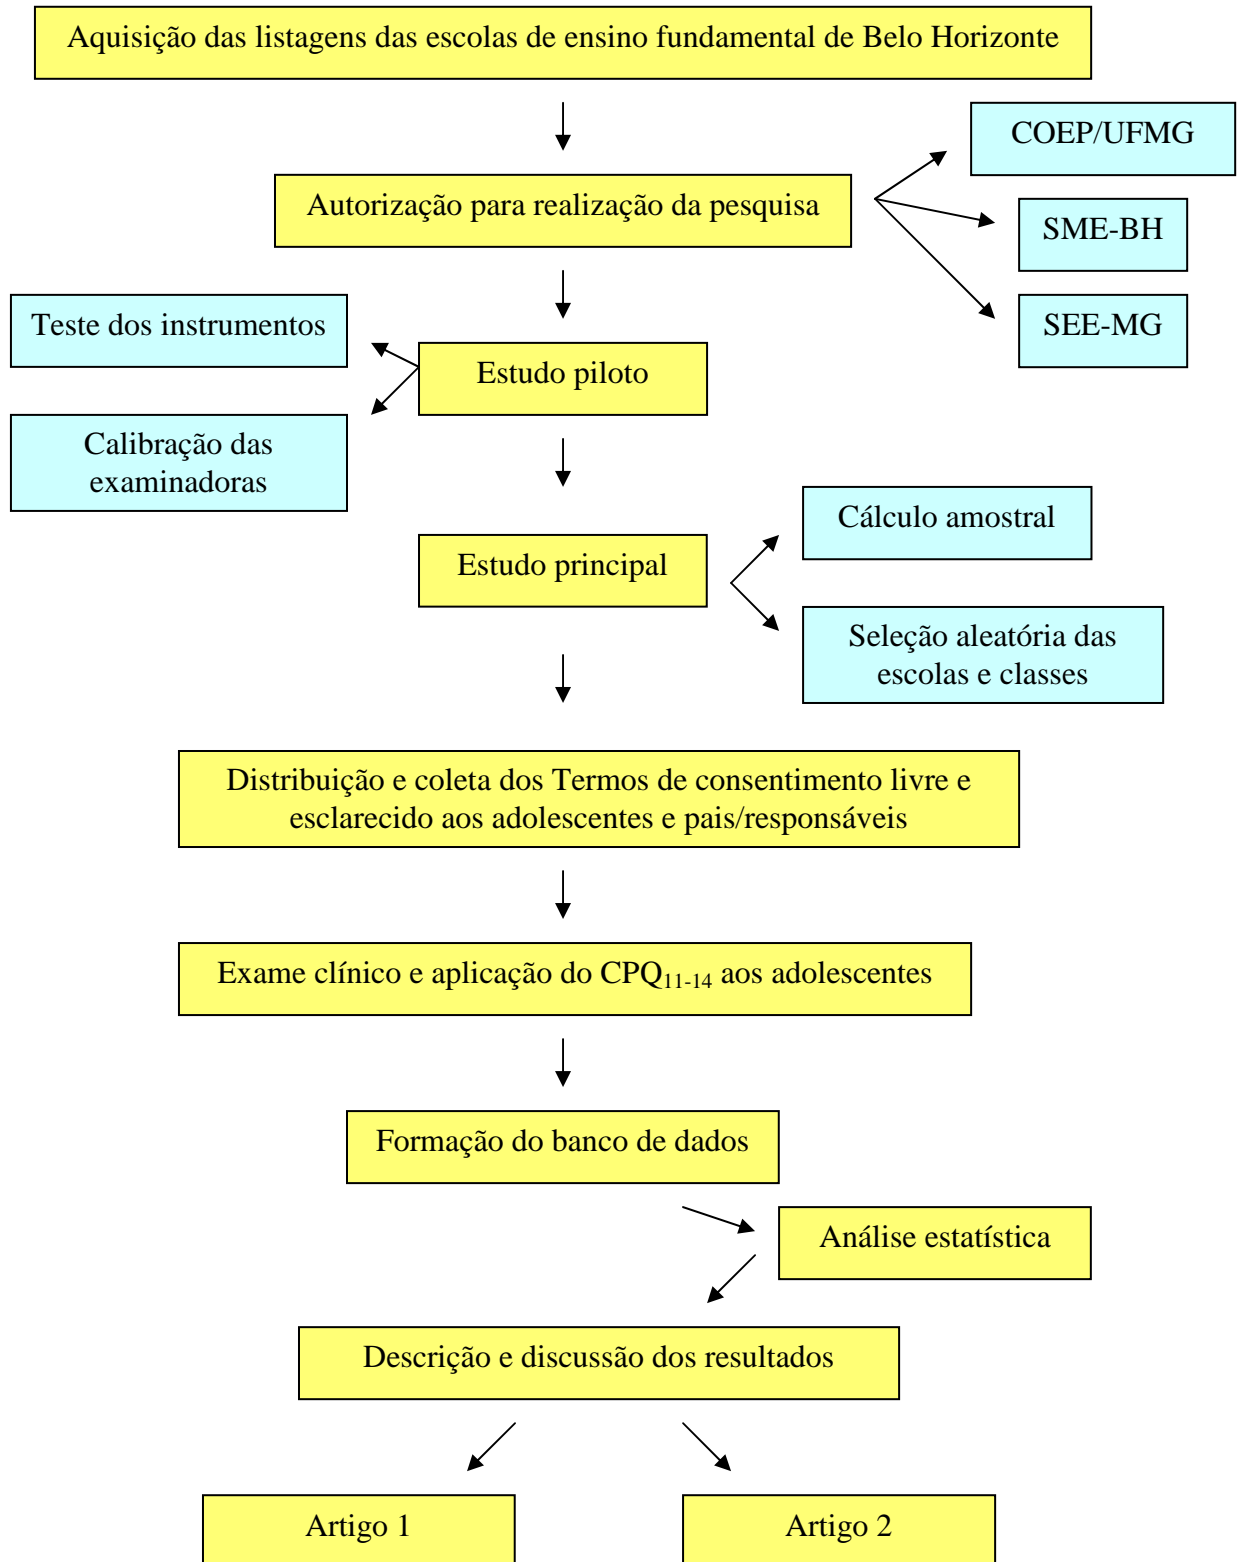 Aquisição das listagens das escolas de ensino fundamental de Belo Horizonte
COEP/UFMG
Autorização para realização da pesquisa
SME-BH
SEE-MG
Teste dos instrumentos
Estudo piloto
Calibração das
examinadoras
Cálculo amostral
Estudo principal
Seleção aleatória das
escolas e classes
Distribuição e coleta dos Termos de consentimento livre e
esclarecido aos adolescentes e pais/responsáveis
Exame clínico e aplicação do CPQ11-14 aos adolescentes
Formação do banco de dados
Análise estatística
Descrição e discussão dos resultados
Artigo 1
Artigo 2